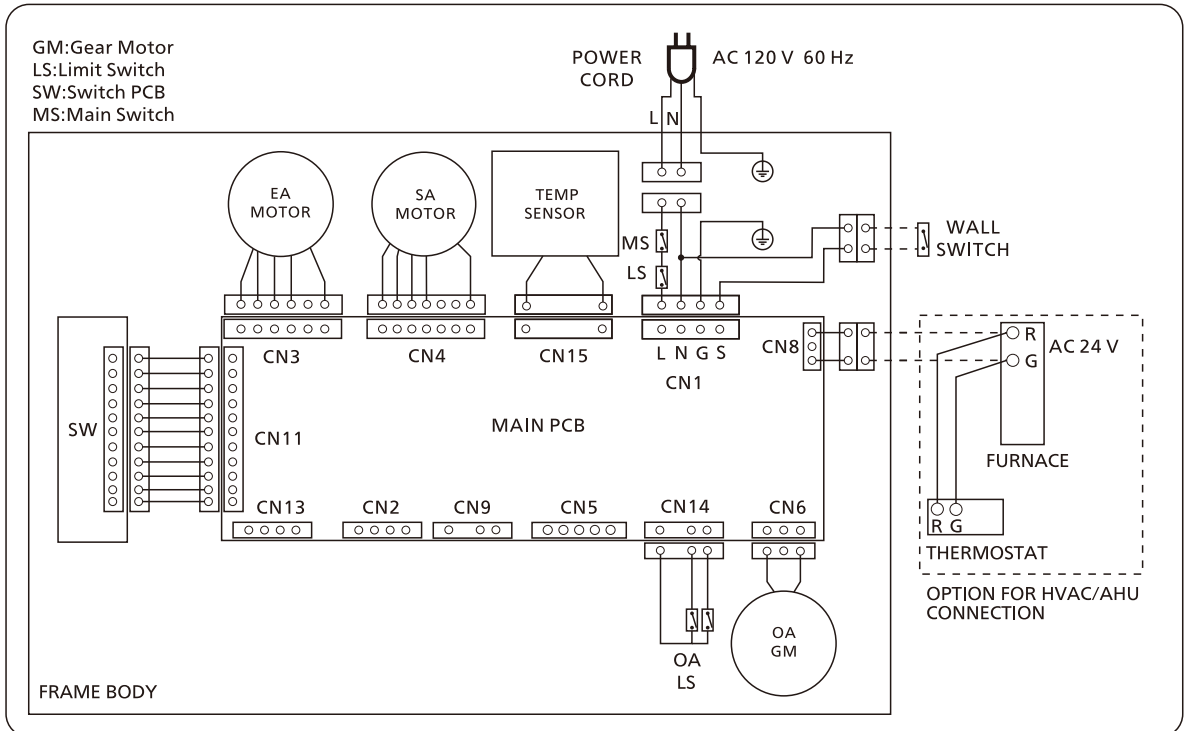 GM:Gear Motor
LS:Limit Switch
SW:Switch PCB
MS:Main Switch
POWER
CORD
AC 120 V 60 Hz
L N
EA
MOTOR
SA
MOTOR
TEMP
SENSOR
MS
LS
WALL
SWITCH
CN3
CN4
CN15
L N G S
CN1
CN8
R
G
AC 24 V
FURNACE
SW
CN11
MAIN PCB
CN13
CN2
CN9
CN5
CN14
CN6
R G
THERMOSTAT
OPTION FOR HVAC/AHU
CONNECTION
OA
LS
OA
GM
FRAME BODY